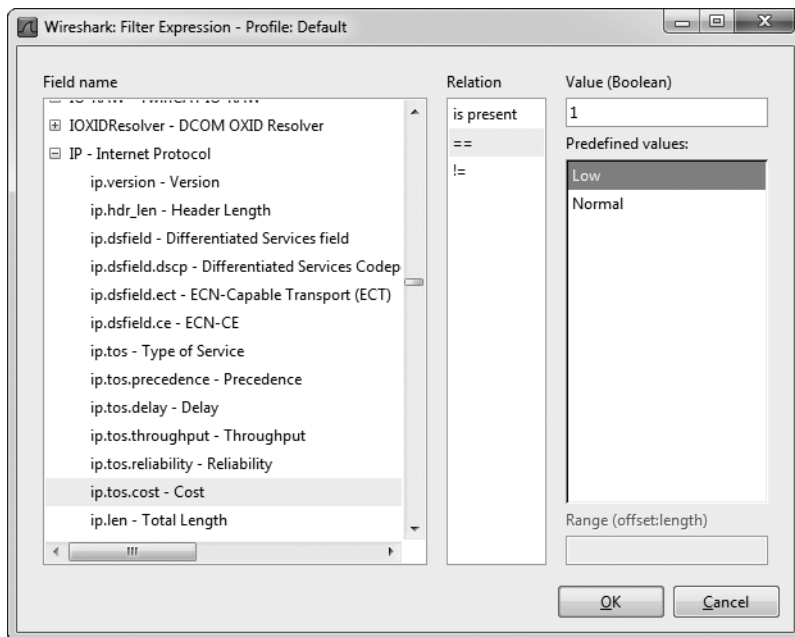 Wireshark: Filter Expression - Profile: Default
Field name
Relation
Value (Boolean)
IOXIDResolver - DCOM OXID Resolver
IP - Internet Protocol
ip.version - Version
ip.hdr_len - Header Length
ip.dsfield - Differentiated Services field
ip.dsfield.dscp - Differentiated Services Codep
ip.dsfield.ect - ECN-Capable Transport (ECT)
ip.dsfield.ce - ECN-CE
ip.tos - Type of Service
ip.tos.precedence - Precedence
ip.tos.delay - Delay
ip.tos.throughput - Throughput
ip.tos.reliability - Reliability
ip.tos.cost - Cost
ip.len - Total Length
is present
==
!=
1
Predefined values:
Low
Normal
Range (offset:length)
OK
Cancel